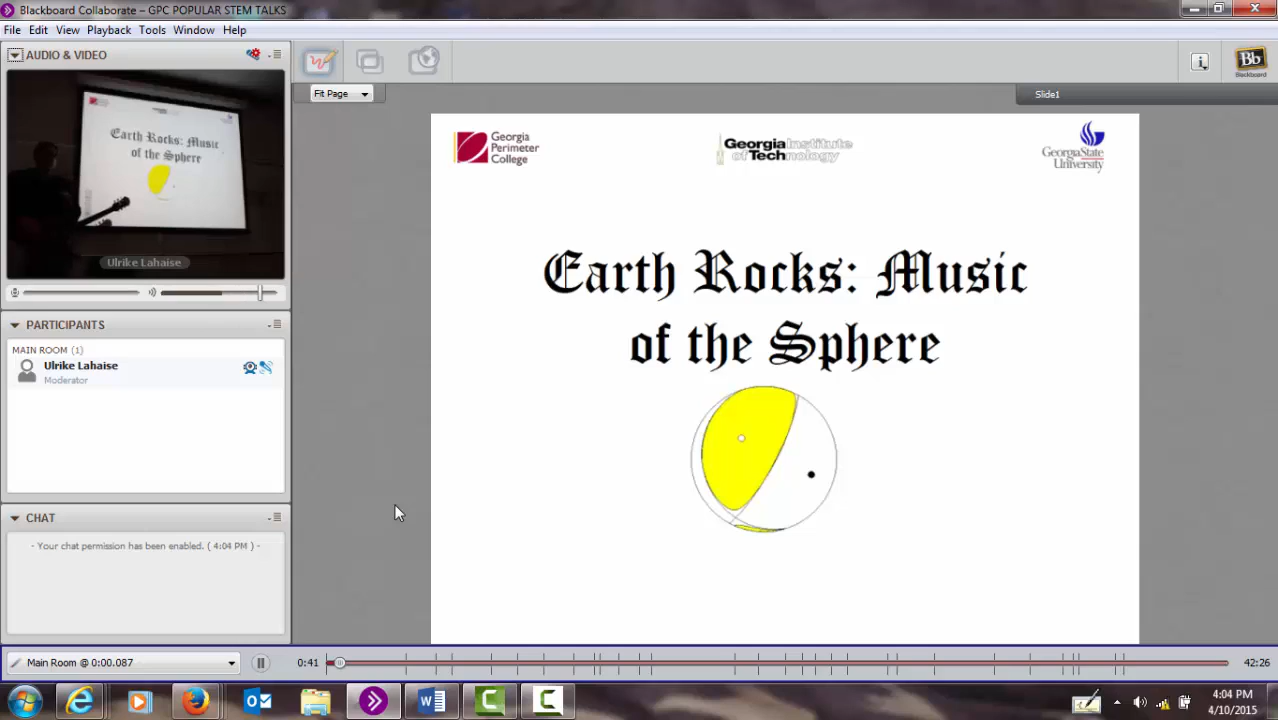 Blackboard Collaborate – GPC POPULAR STEM TALKS
File Edit View Playback Tools Window Help
AUDIO & VIDEO
Earth Rocks: Music
of the Sphere
Ulrike Lahaise
PARTICIPANTS
MAIN ROOM (1)
Ulrike Lahaise
Moderator
CHAT
- Your chat permission has been enabled. ( 4:04 PM ) -
Fit Page
Slide1
Bb
Blackboard
Georgia
Perimeter
College
Georgia Institute
of Technology
GeorgiaState
University
Earth Rocks: Music
of the Sphere
Main Room @ 0:00.087
0:41
42:26
4:04 PM
4/10/2015